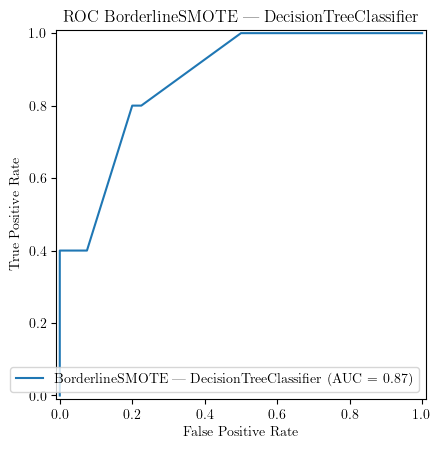 ROC BorderlineSMOTE — DecisionTreeClassifier
1.0
0.8
0.6
0.4
0.2
0.0
True Positive Rate
BorderlineSMOTE — DecisionTreeClassifier (AUC = 0.87)
0.0 0.2 0.4 0.6 0.8 1.0
False Positive Rate